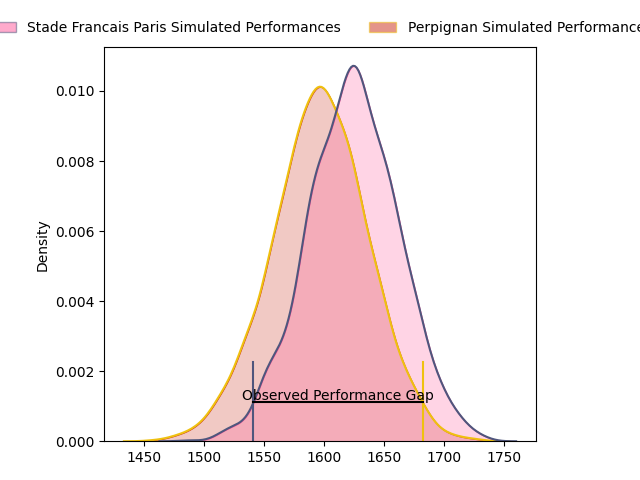 Stade Francais Paris Simulated Performances
Perpignan Simulated Performance
0.010
0.008
0.006
0.004
0.002
0.000
Density
Observed Performance Gap
1450 1500 1550 1600 1650 1700 1750